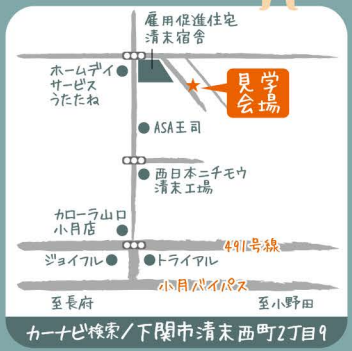 雇用促進住宅
清末宿舎
ホームデイ
サービス
うたたね
見学
会場
ASA王司
西日本ニチモウ
清末工場
カローラ山口
小月店
491号線
ジョイフル
トライアル
小月バイパス
至長府
至小野田
カーナビ検索/下関市清末西町2丁目9